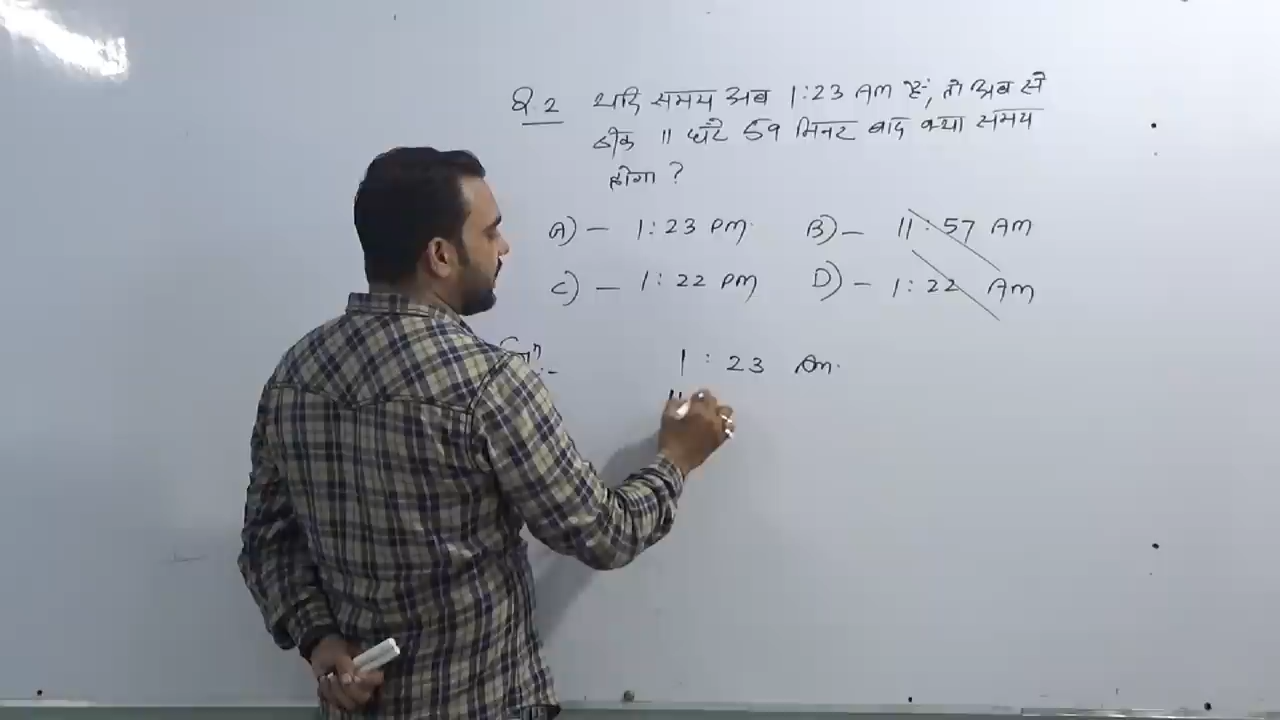 Q.2 यदि समय अब 1:23 Am है, तो अब से
ठीक 11 घंटे 59 मिनट बाद क्या समय
होगा ?
A) - 1:23 pm. B) - 11:57 Am
C) - 1:22 pm D) - 1:22 Am
1 : 23 Am.
11